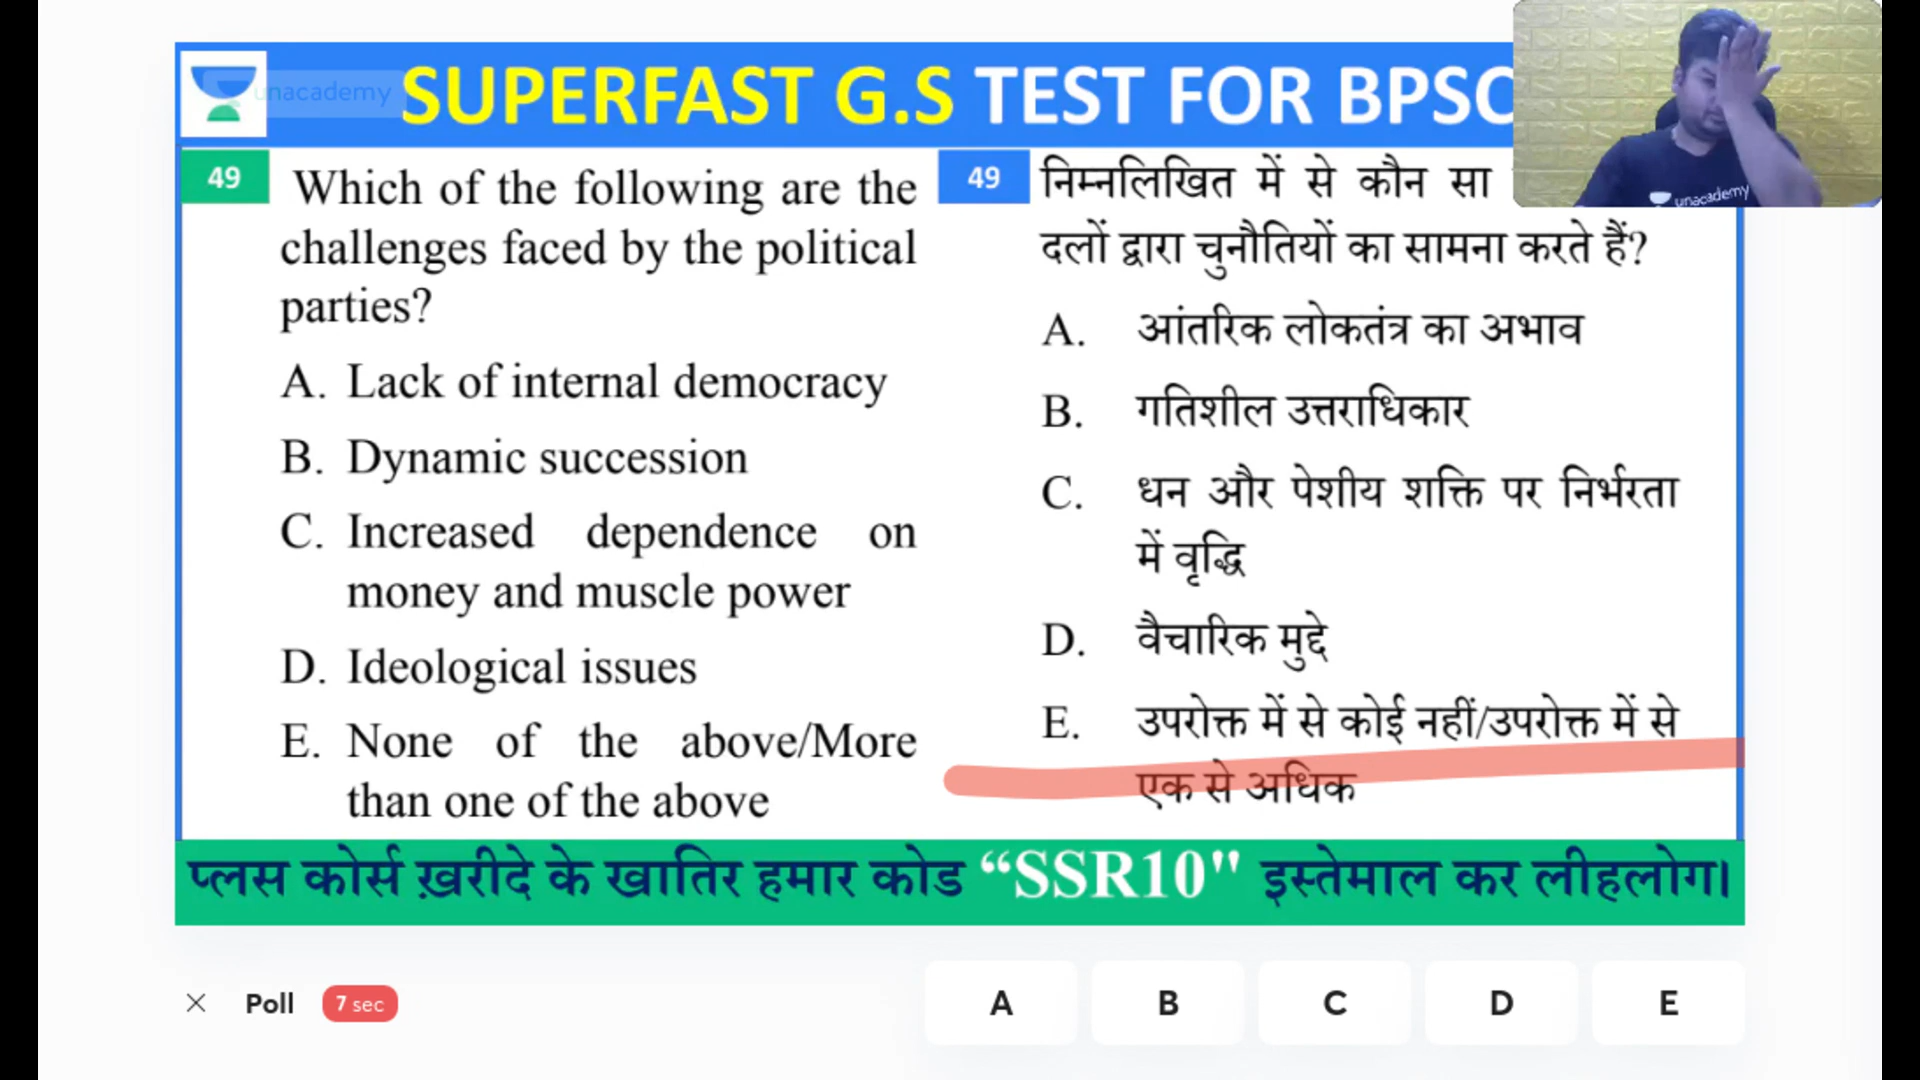 unacademy
SUPERFAST G.S TEST FOR BPSC
unacademy
49
Which of the following are the
challenges faced by the political
parties?
A. Lack of internal democracy
B. Dynamic succession
C. Increased dependence on
money and muscle power
D. Ideological issues
E. None of the above/More
than one of the above
49
निम्नलिखित में से कौन सा
दलों द्वारा चुनौतियों का सामना करते हैं?
A. आंतरिक लोकतंत्र का अभाव
B. गतिशील उत्तराधिकार
C. धन और पेशीय शक्ति पर निर्भरता
में वृद्धि
D. वैचारिक मुद्दे
E. उपरोक्त में से कोई नहीं/उपरोक्त में से
एक से अधिक
प्लस कोर्स ख़रीदे के खातिर हमार कोड “SSR10" इस्तेमाल कर लीहलोग।
Poll 7 sec A B C D E